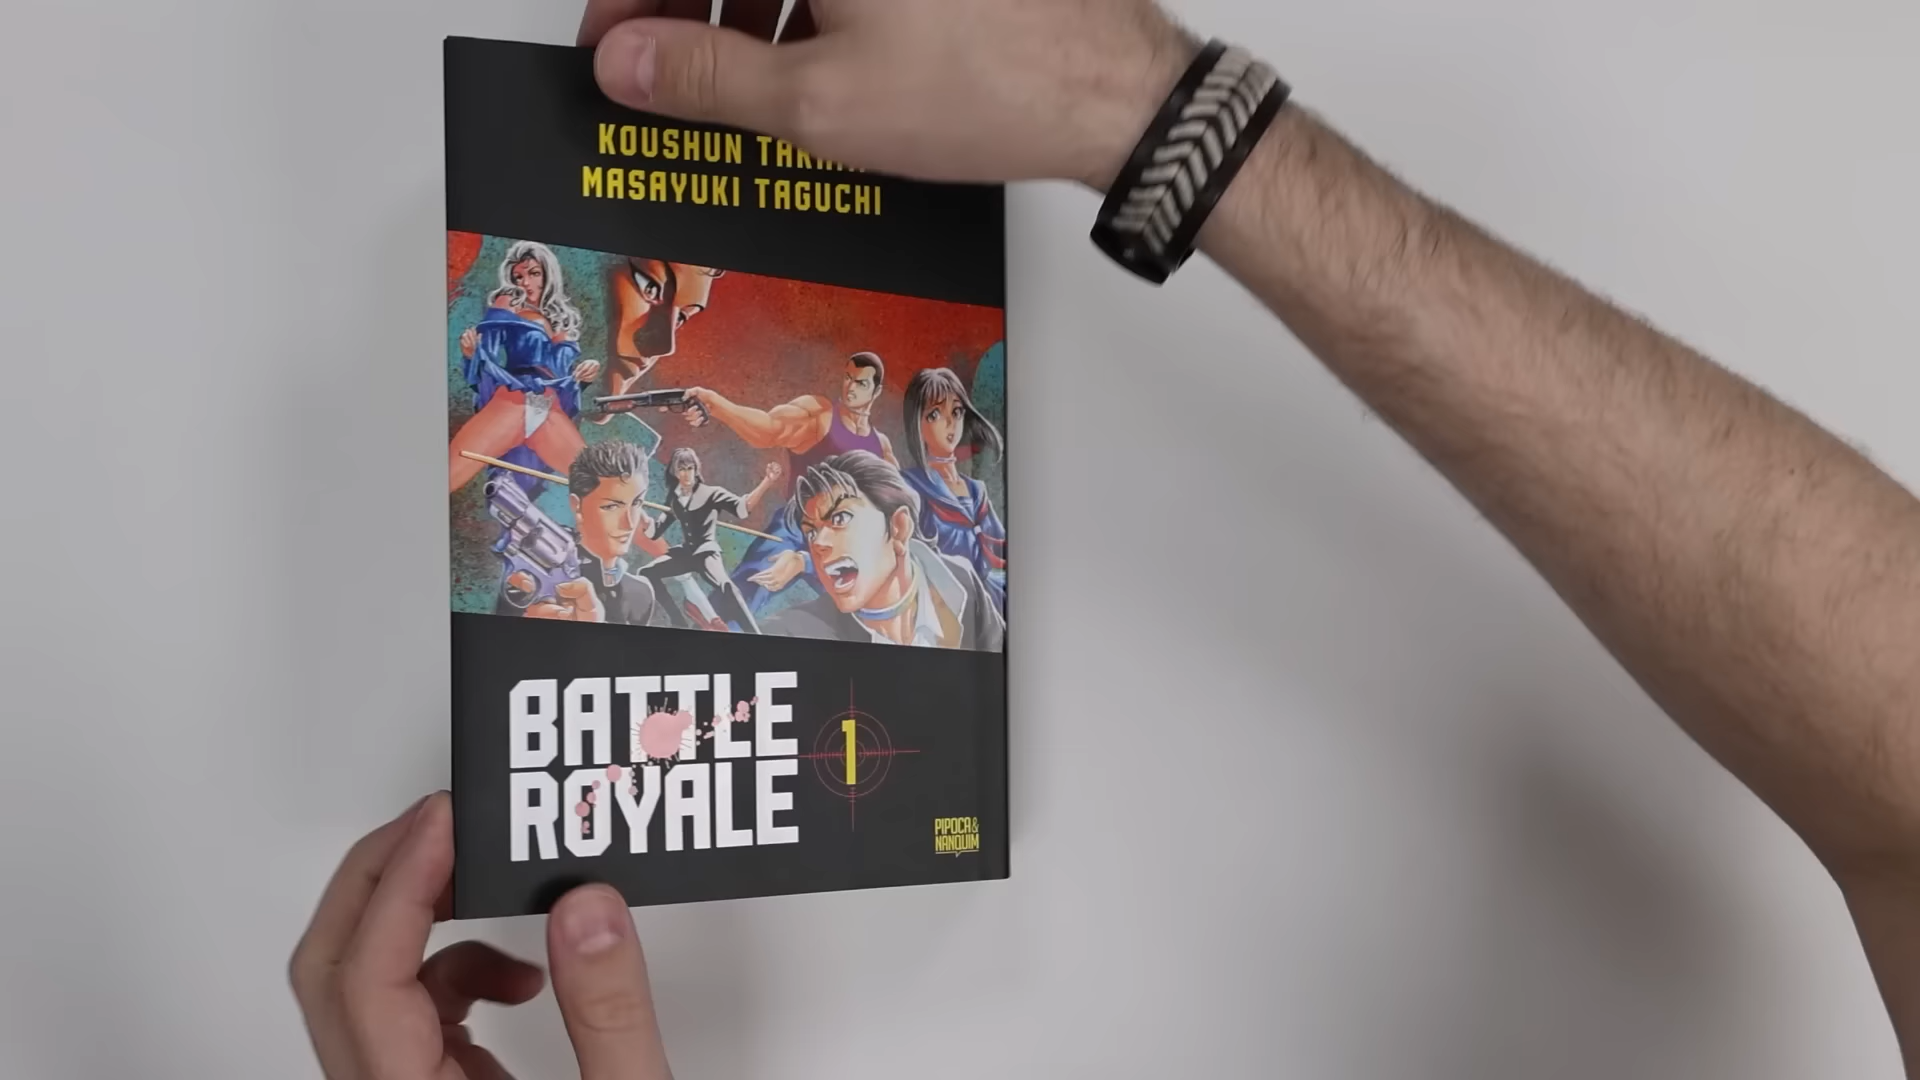 KOUSHUN
MASAYUKI TAGUCHI
BATTLE
ROYALE
1
PIPOCA &
NANQUIM